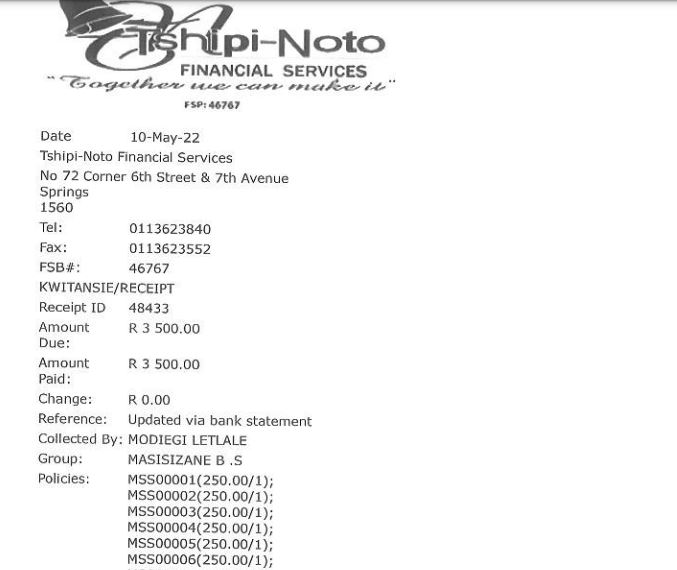 Tshipi-Noto
FINANCIAL SERVICES
"Together we can make it"
FSP: 46767
Date 10-May-22
Tshipi-Noto Financial Services
No 72 Corner 6th Street & 7th Avenue
Springs
1560
Tel: 0113623840
Fax: 0113623552
FSB#: 46767
KWITANSIE/RECEIPT
Receipt ID 48433
Amount Due: R 3 500.00
Amount Paid: R 3 500.00
Change: R 0.00
Reference: Updated via bank statement
Collected By: MODIEGI LETLALE
Group: MASISIZANE B .S
Policies: MSS00001(250.00/1);
MSS00002(250.00/1);
MSS00003(250.00/1);
MSS00004(250.00/1);
MSS00005(250.00/1);
MSS00006(250.00/1);